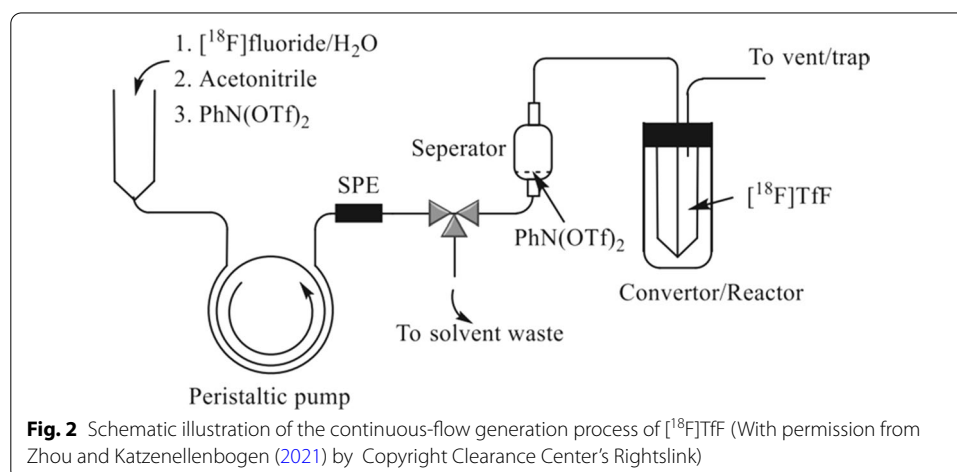 1. [¹⁸F]fluoride/H₂O
2. Acetonitrile
3. PhN(OTf)₂
To vent/trap
Seperator
SPE
[¹⁸F]TfF
PhN(OTf)₂
Convertor/Reactor
To solvent waste
Peristaltic pump
Fig. 2 Schematic illustration of the continuous-flow generation process of [¹⁸F]TfF (With permission from
Zhou and Katzenellenbogen (2021) by Copyright Clearance Center's Rightslink)